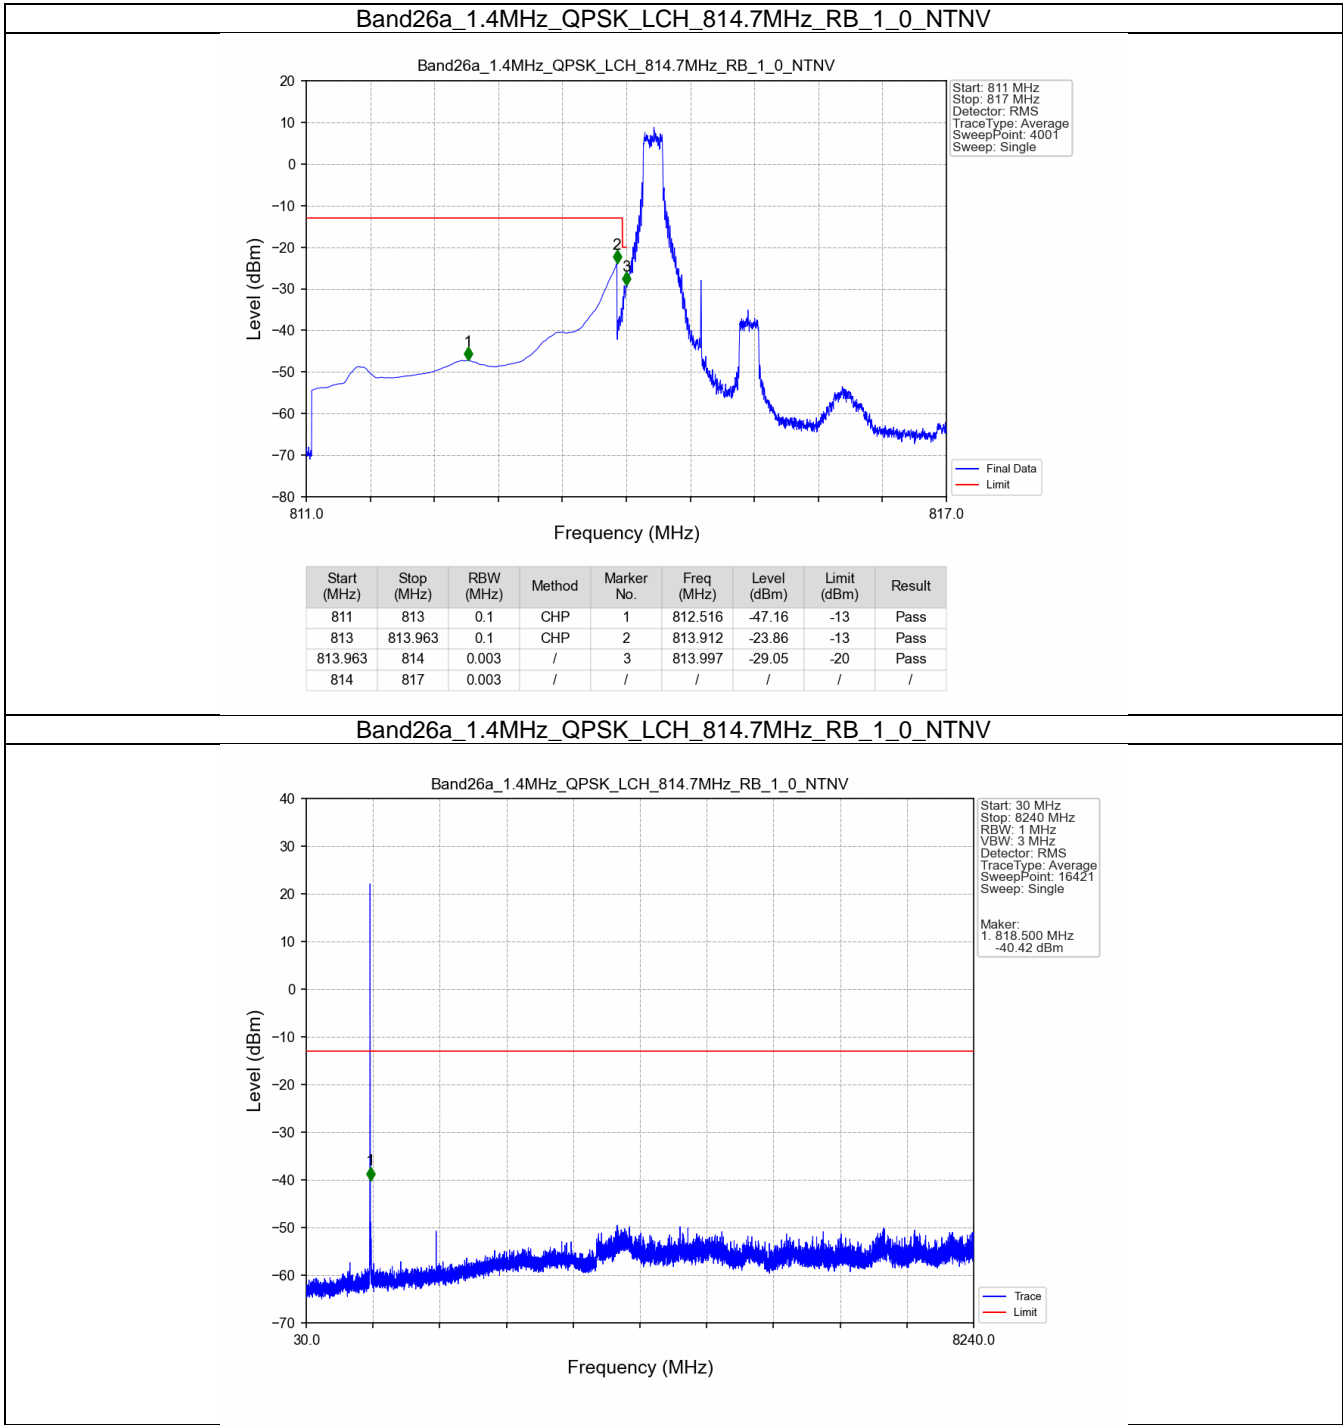 Band26a_1.4MHz_QPSK_LCH_814.7MHz_RB_1_0_NTNV
Band26a_1.4MHz_QPSK_LCH_814.7MHz_RB_1_0_NTNV
20
10
0
−10
−20
−30
−40
−50
−60
−70
−80
Level (dBm)
1
2
3
811.0
817.0
Frequency (MHz)
Start: 811 MHz
Stop: 817 MHz
Detector: RMS
TraceType: Average
SweepPoint: 4001
Sweep: Single
Final Data
Limit
Start (MHz) Stop (MHz) RBW (MHz) Method Marker No. Freq (MHz) Level (dBm) Limit (dBm) Result
811 813 0.1 CHP 1 812.516 -47.16 -13 Pass
813 813.963 0.1 CHP 2 813.912 -23.86 -13 Pass
813.963 814 0.003 / 3 813.997 -29.05 -20 Pass
814 817 0.003 / / / / / /
Band26a_1.4MHz_QPSK_LCH_814.7MHz_RB_1_0_NTNV
Band26a_1.4MHz_QPSK_LCH_814.7MHz_RB_1_0_NTNV
40
30
20
10
0
−10
−20
−30
−40
−50
−60
−70
Level (dBm)
1
30.0
8240.0
Frequency (MHz)
Start: 30 MHz
Stop: 8240 MHz
RBW: 1 MHz
VBW: 3 MHz
Detector: RMS
TraceType: Average
SweepPoint: 16421
Sweep: Single
Maker:
1. 818.500 MHz
-40.42 dBm
Trace
Limit